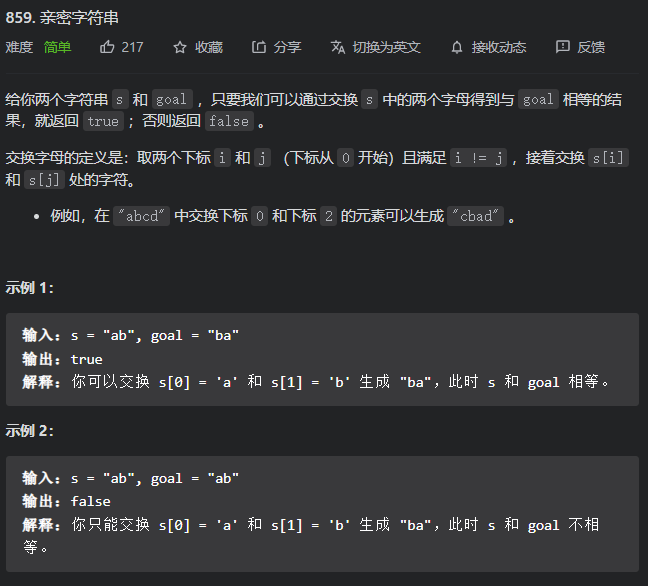 859. 亲密字符串
难度 简单 217 收藏 分享 切换为英文 接收动态 反馈
给你两个字符串 s 和 goal ，只要我们可以通过交换 s 中的两个字母得到与 goal 相等的结
果，就返回 true ；否则返回 false 。
交换字母的定义是：取两个下标 i 和 j （下标从 0 开始）且满足 i != j ，接着交换 s[i]
和 s[j] 处的字符。
• 例如，在 "abcd" 中交换下标 0 和下标 2 的元素可以生成 "cbad" 。
示例 1：
输入：s = "ab", goal = "ba"
输出：true
解释：你可以交换 s[0] = 'a' 和 s[1] = 'b' 生成 "ba"，此时 s 和 goal 相等。
示例 2：
输入：s = "ab", goal = "ab"
输出：false
解释：你只能交换 s[0] = 'a' 和 s[1] = 'b' 生成 "ba"，此时 s 和 goal 不相
等。